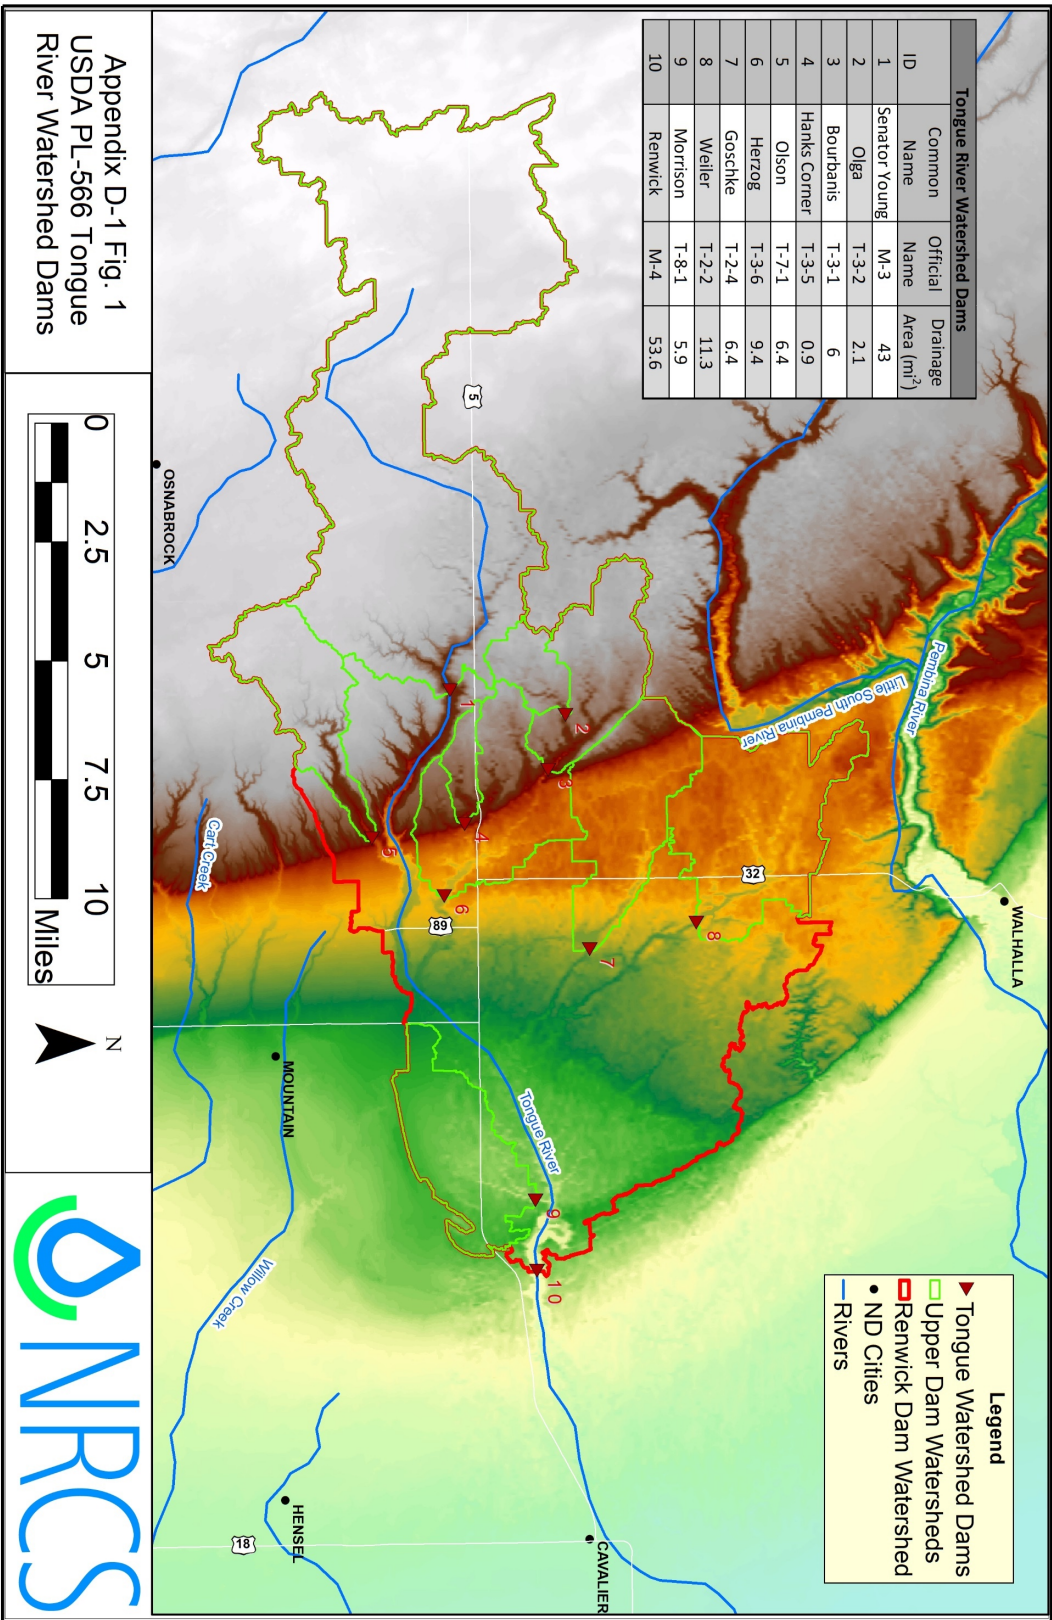 Tongue River Watershed Dams
ID Common Name Official Name Drainage Area (mi²)
1 Senator Young M-3 43
2 Olga T-3-2 2.1
3 Bourbanis T-3-1 6
4 Hanks Corner T-3-5 0.9
5 Olson T-7-1 6.4
6 Herzog T-3-6 9.4
7 Goschke T-2-4 6.4
8 Weiler T-2-2 11.3
9 Morrison T-8-1 5.9
10 Renwick M-4 53.6
Legend
Tongue Watershed Dams
Upper Dam Watersheds
Renwick Dam Watershed
ND Cities
Rivers
Pembina River
Little South Pembina River
WALHALLA
32
5
1
2
3
4
5
6
7
8
9
10
89
Tongue River
CAVALIER
OSNABROCK
Cart Creek
MOUNTAIN
Willow Creek
HENSEL
18
Appendix D-1 Fig. 1
USDA PL-566 Tongue
River Watershed Dams
0 2.5 5 7.5 10
Miles
N
NRCS